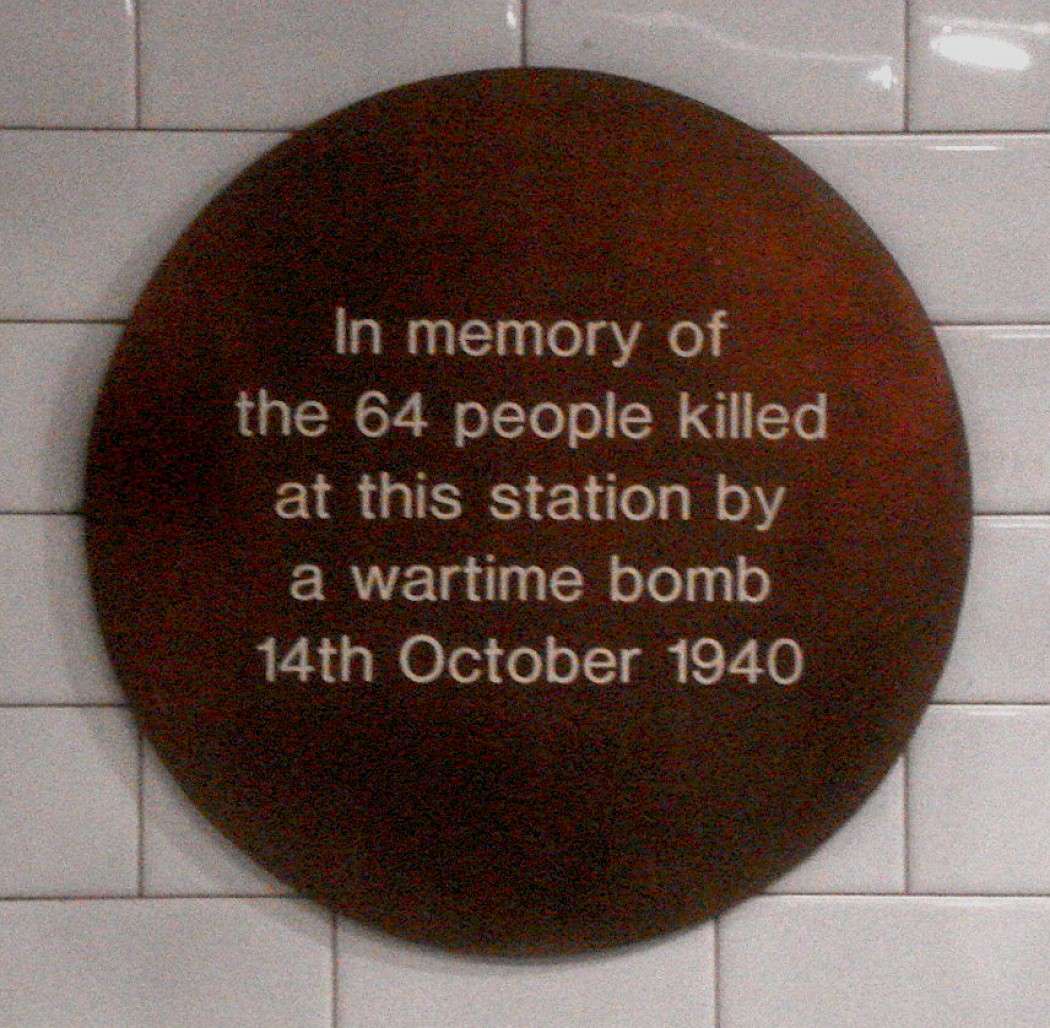 In memory of
the 64 people killed
at this station by
a wartime bomb
14th October 1940